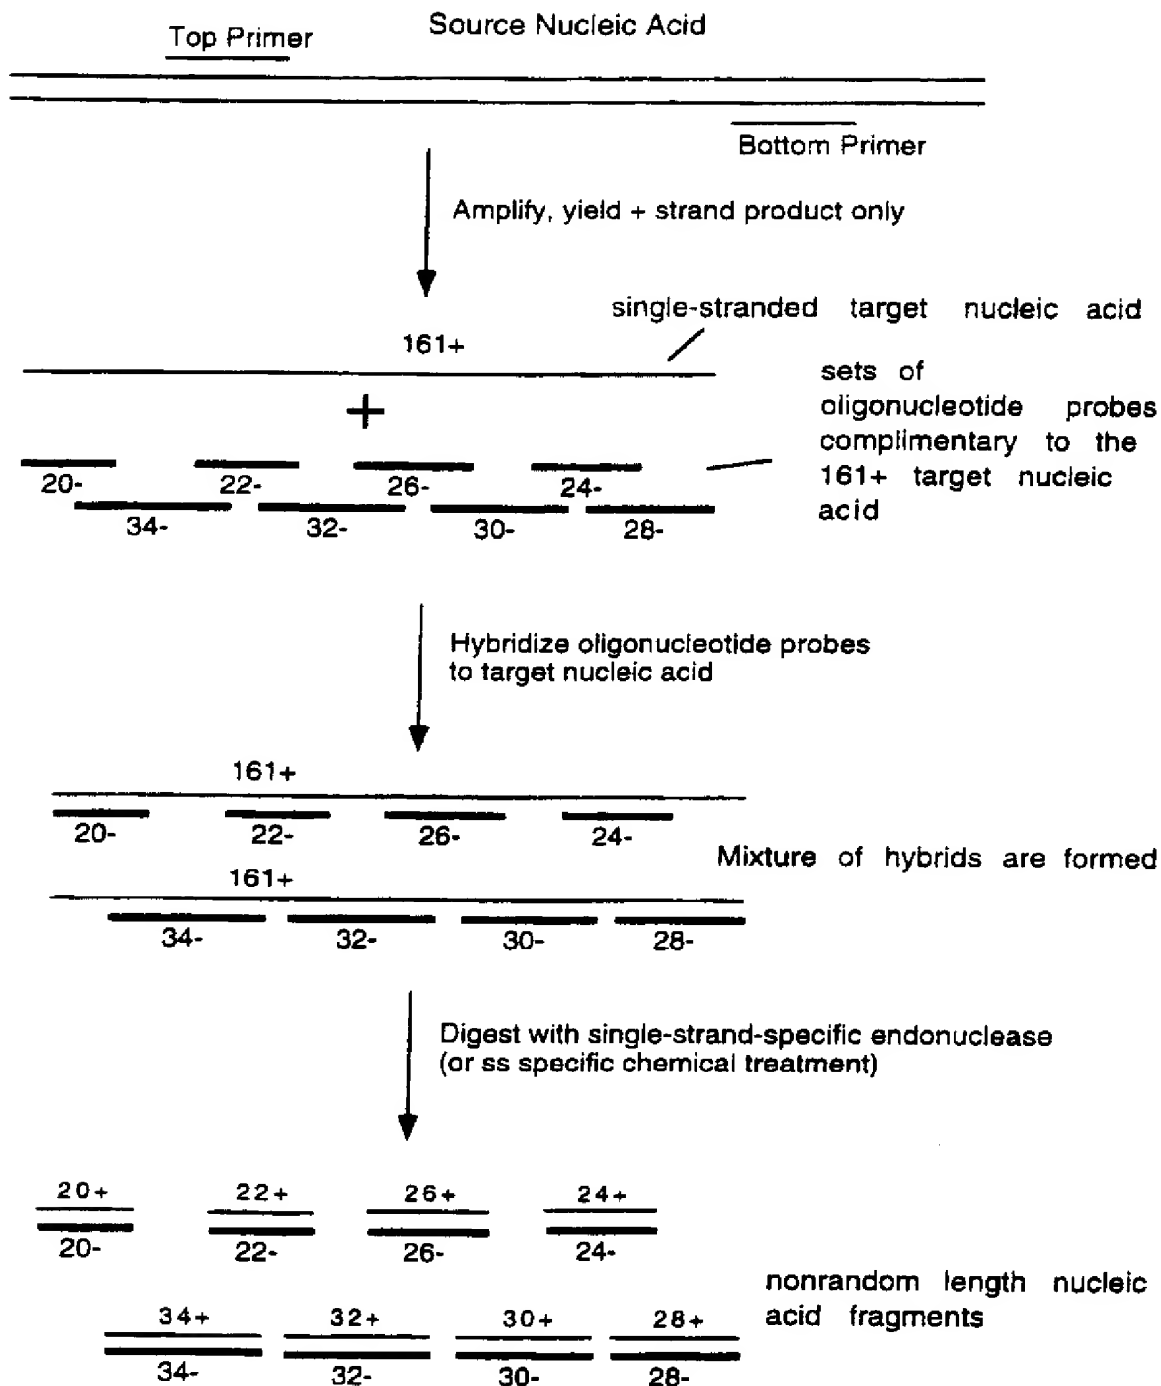 Source Nucleic Acid
Top Primer
Bottom Primer
Amplify, yield + strand product only
single-stranded target nucleic acid
161+
+
sets of
oligonucleotide probes
complimentary to the
161+ target nucleic
acid
20- 22- 26- 24-
34- 32- 30- 28-
Hybridize oligonucleotide probes
to target nucleic acid
161+
20- 22- 26- 24-
Mixture of hybrids are formed
161+
34- 32- 30- 28-
Digest with single-strand-specific endonuclease
(or ss specific chemical treatment)
20+ 22+ 26+ 24+
20- 22- 26- 24-
nonrandom length nucleic
acid fragments
34+ 32+ 30+ 28+
34- 32- 30- 28-